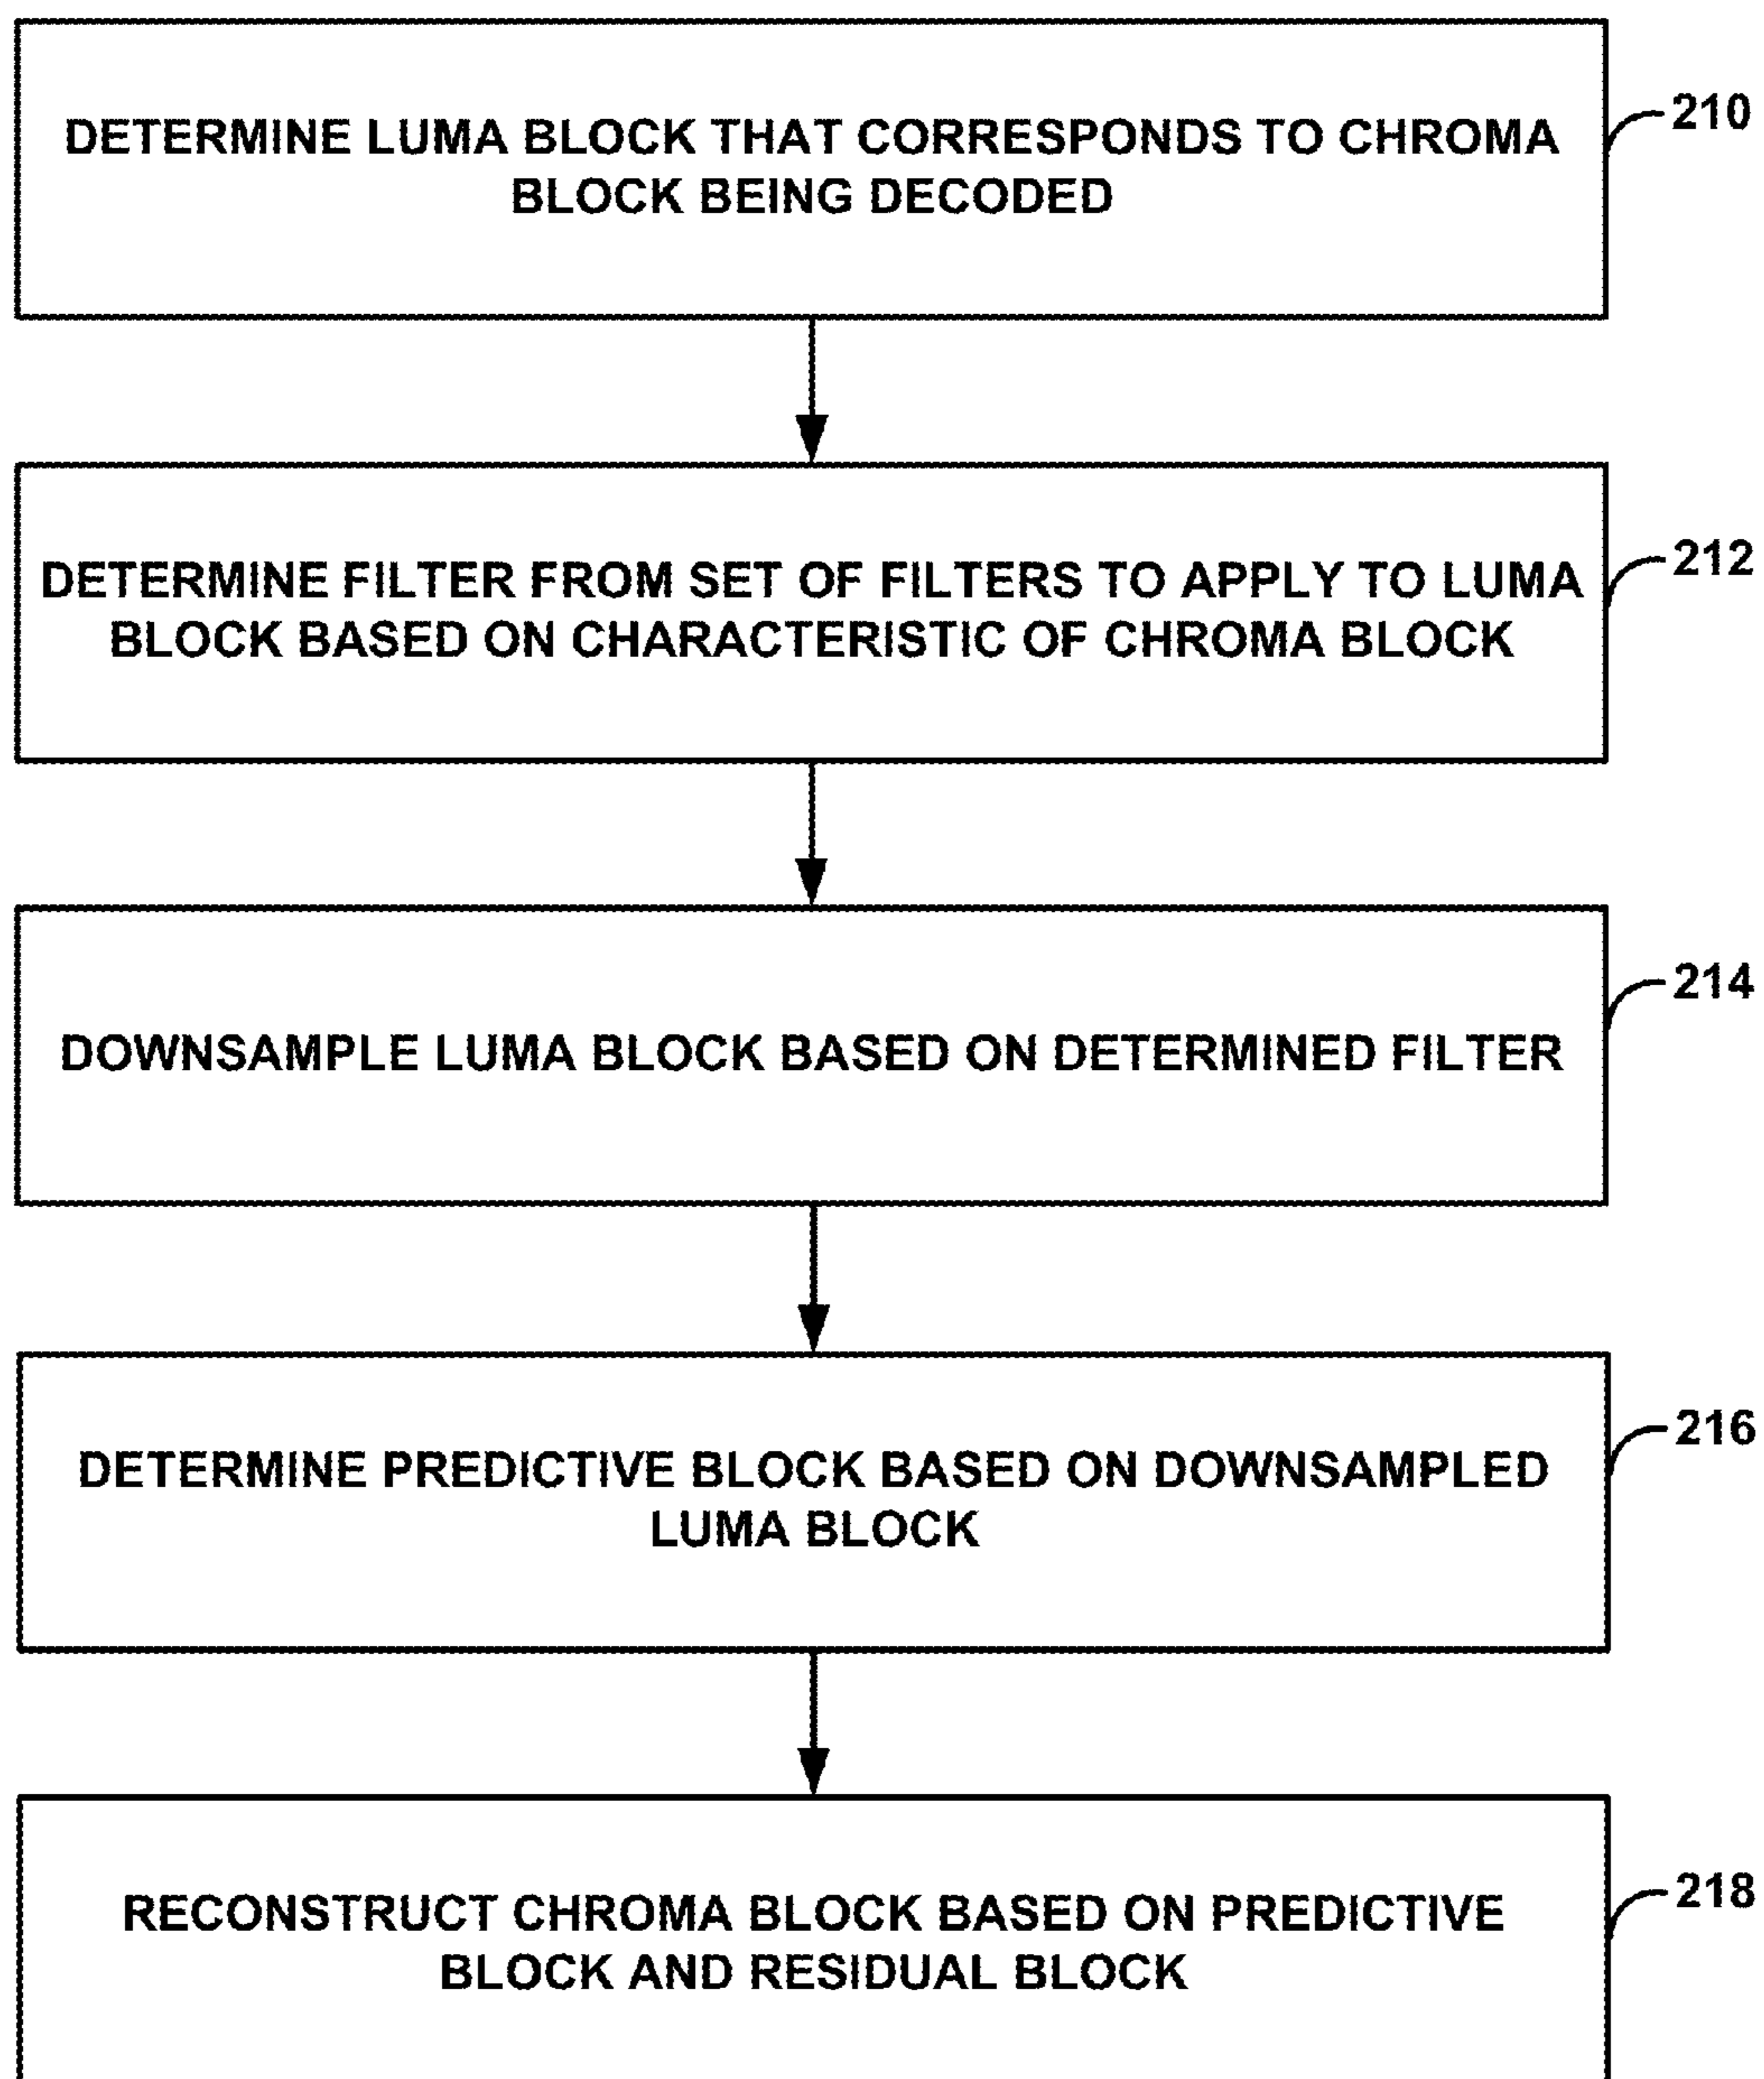 DETERMINE LUMA BLOCK THAT CORRESPONDS TO CHROMA
BLOCK BEING DECODED
210
DETERMINE FILTER FROM SET OF FILTERS TO APPLY TO LUMA
BLOCK BASED ON CHARACTERISTIC OF CHROMA BLOCK
212
DOWNSAMPLE LUMA BLOCK BASED ON DETERMINED FILTER
214
DETERMINE PREDICTIVE BLOCK BASED ON DOWNSAMPLED
LUMA BLOCK
216
RECONSTRUCT CHROMA BLOCK BASED ON PREDICTIVE
BLOCK AND RESIDUAL BLOCK
218